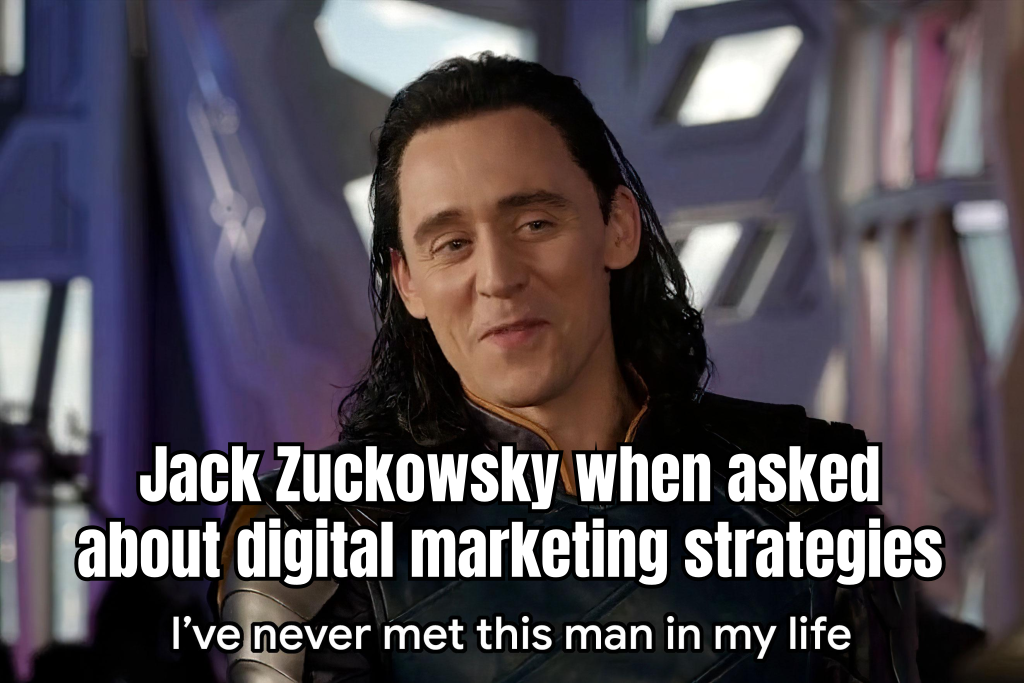 Jack Zuckowsky when asked
about digital marketing strategies
I’ve never met this man in my life